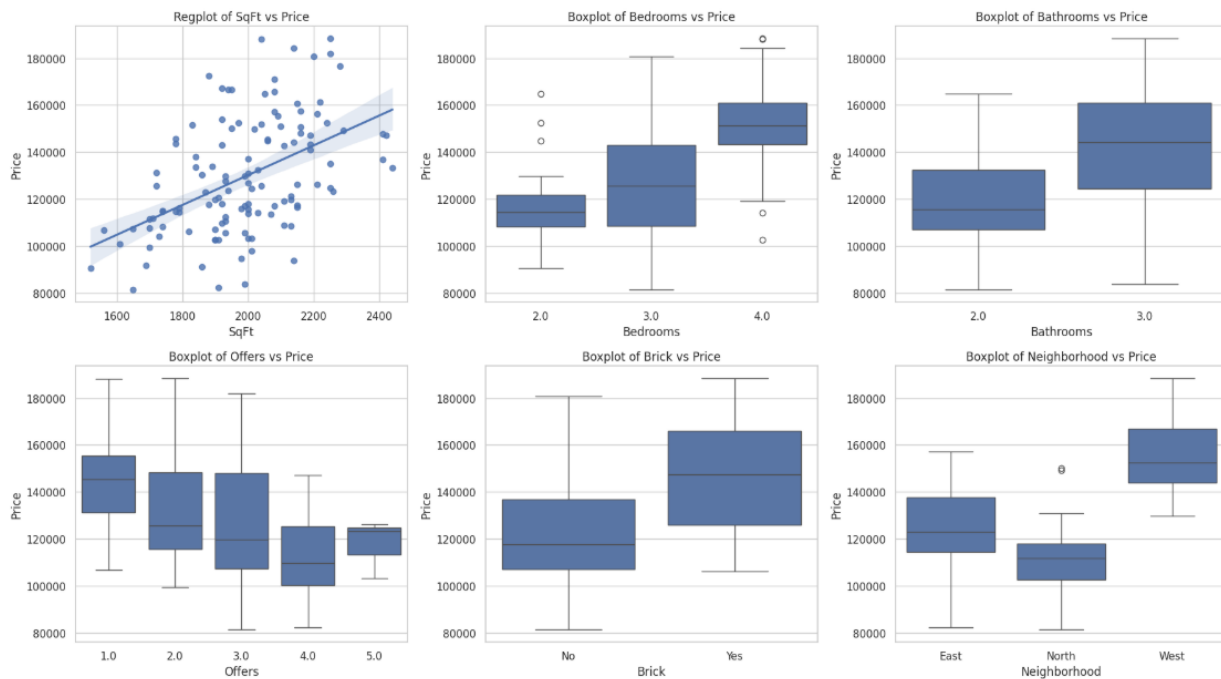 Regplot of SqFt vs Price
Price
180000
160000
140000
120000
100000
80000
1600 1800 2000 2200 2400
SqFt
Boxplot of Bedrooms vs Price
Price
180000
160000
140000
120000
100000
80000
2.0 3.0 4.0
Bedrooms
Boxplot of Bathrooms vs Price
Price
180000
160000
140000
120000
100000
80000
2.0 3.0
Bathrooms
Boxplot of Offers vs Price
Price
180000
160000
140000
120000
100000
80000
1.0 2.0 3.0 4.0 5.0
Offers
Boxplot of Brick vs Price
Price
180000
160000
140000
120000
100000
80000
No Yes
Brick
Boxplot of Neighborhood vs Price
Price
180000
160000
140000
120000
100000
80000
East North West
Neighborhood